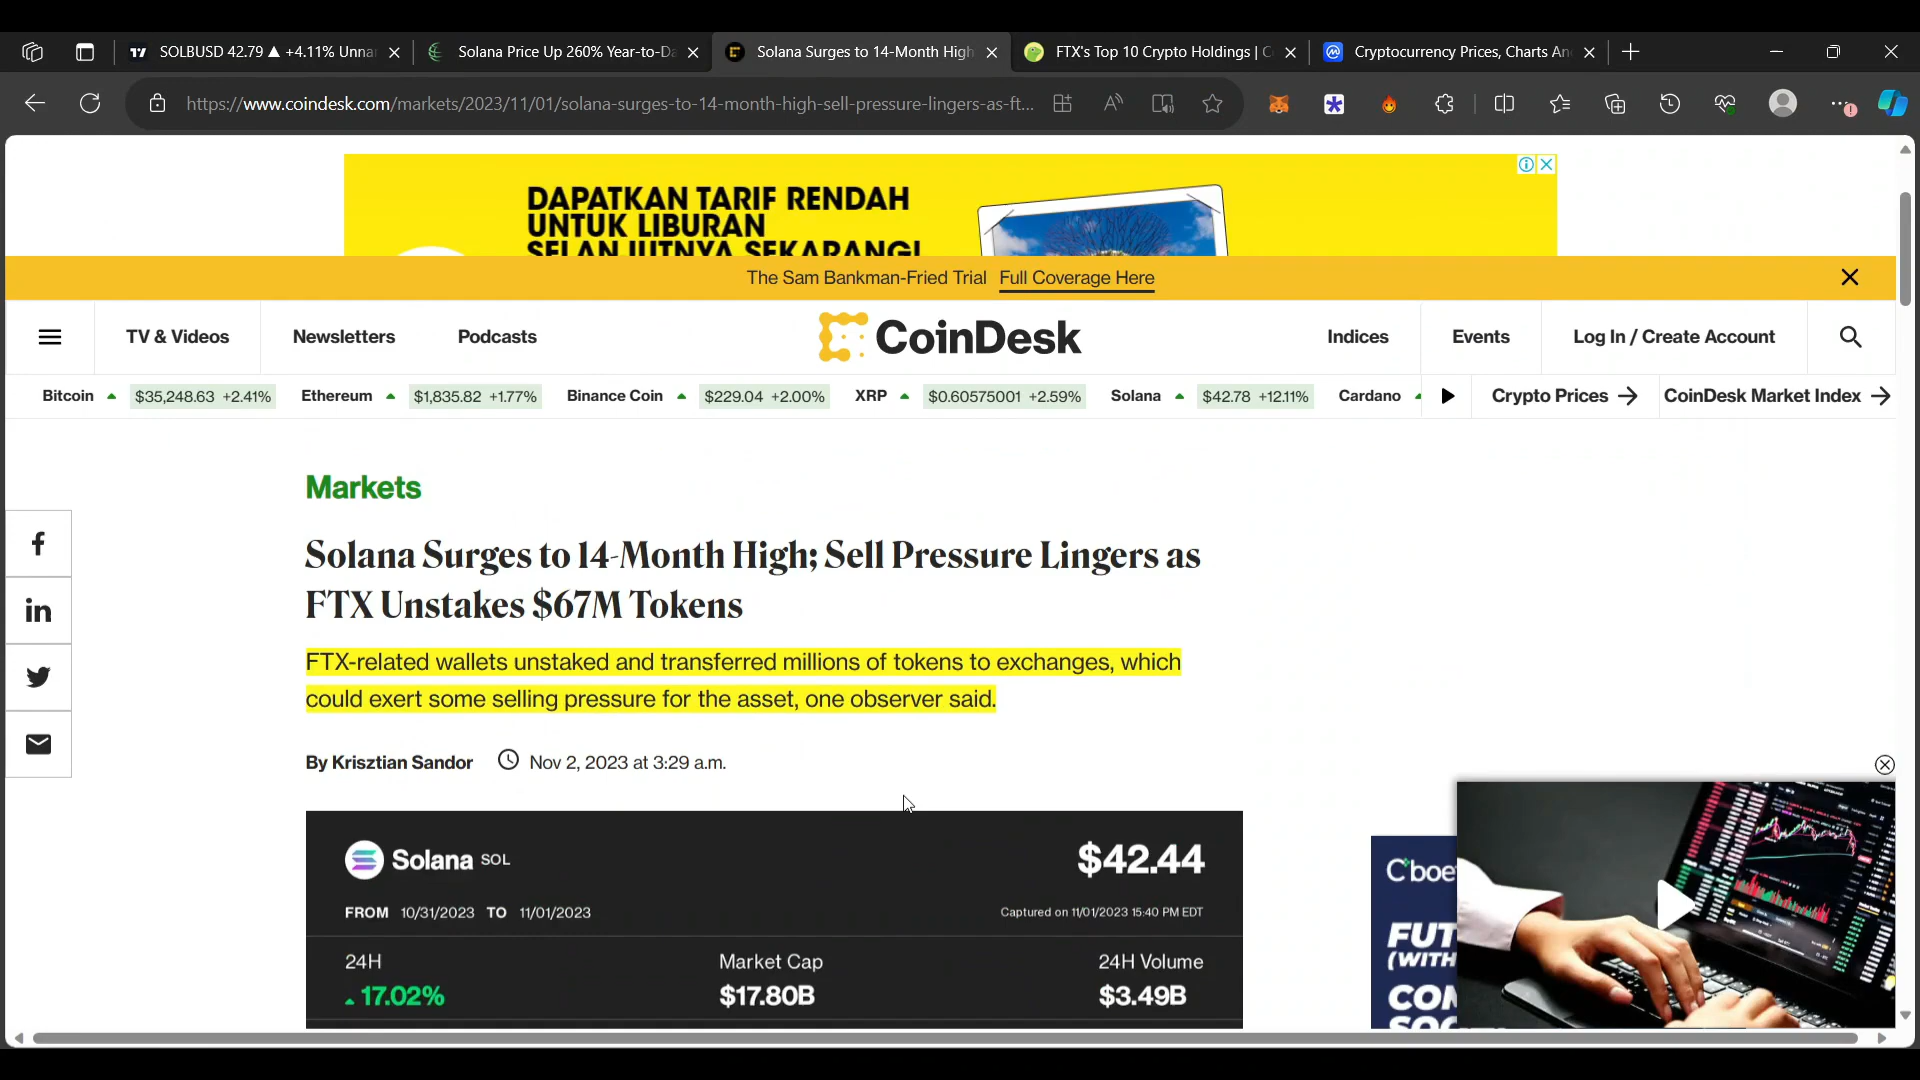 SOLBUSD 42.79 ▲ +4.11% Unna
Solana Price Up 260% Year-to-Da
Solana Surges to 14-Month High
FTX's Top 10 Crypto Holdings | C
Cryptocurrency Prices, Charts An
https://www.coindesk.com/markets/2023/11/01/solana-surges-to-14-month-high-sell-pressure-lingers-as-ft...
DAPATKAN TARIF RENDAH
UNTUK LIBURAN
SELANJUTNYA SEKARANG!
The Sam Bankman-Fried Trial Full Coverage Here
TV & Videos
Newsletters
Podcasts
CoinDesk
Indices
Events
Log In / Create Account
Bitcoin ▲ $35,248.63 +2.41% Ethereum ▲ $1,835.82 +1.77% Binance Coin ▲ $229.04 +2.00% XRP ▲ $0.60575001 +2.59% Solana ▲ $42.78 +12.11% Cardano
Crypto Prices →
CoinDesk Market Index →
Markets
Solana Surges to 14-Month High; Sell Pressure Lingers as
FTX Unstakes $67M Tokens
FTX-related wallets unstaked and transferred millions of tokens to exchanges, which
could exert some selling pressure for the asset, one observer said.
By Krisztian Sandor Nov 2, 2023 at 3:29 a.m.
Solana SOL
$42.44
FROM 10/31/2023 TO 11/01/2023
Captured on 11/01/2023 15:40 PM EDT
24H
Market Cap
24H Volume
▲ 17.02%
$17.80B
$3.49B
Cboe
FUT
(WITH
CON